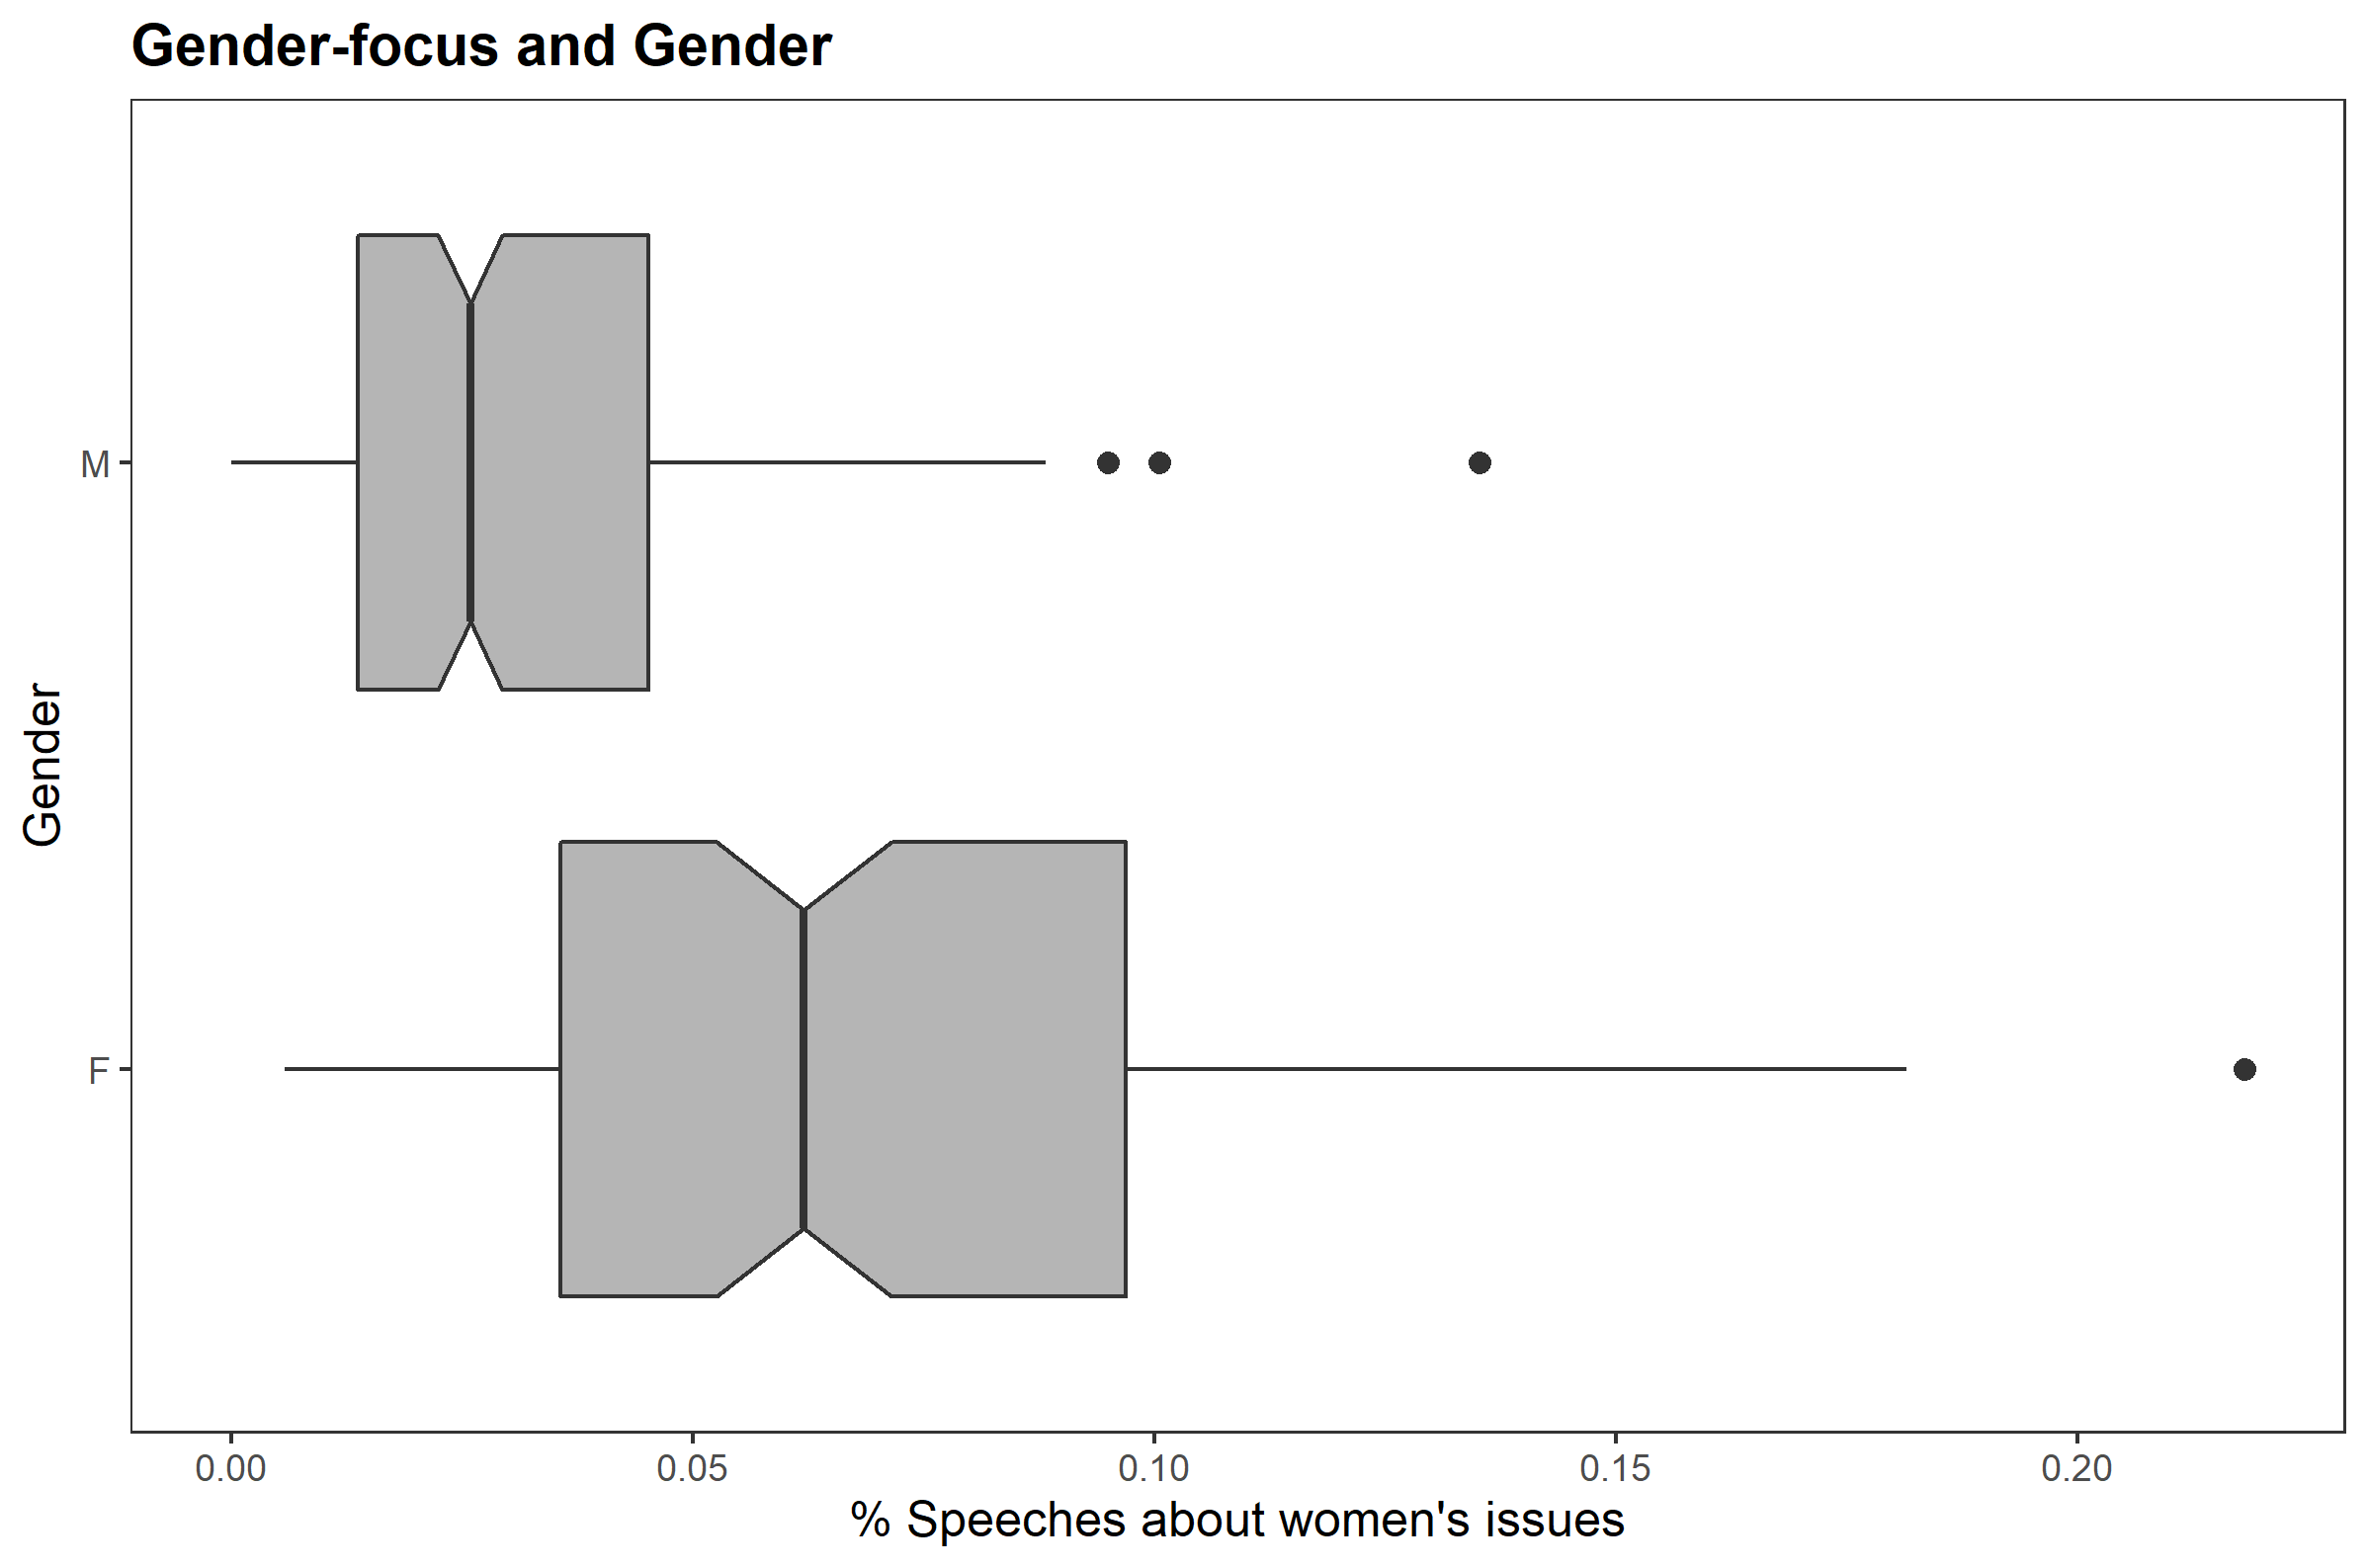 Gender-focus and Gender
M
Gender
F
0.00 0.05 0.10 0.15 0.20
% Speeches about women's issues